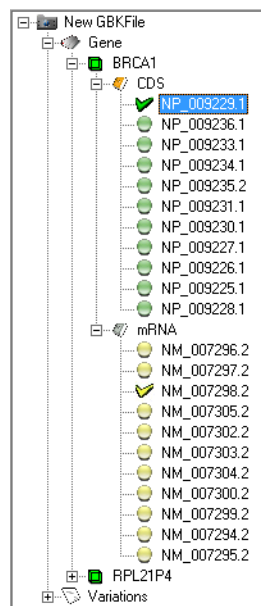 New GBKFile
Gene
BRCA1
CDS
NP_009229.1
NP_009236.1
NP_009233.1
NP_009234.1
NP_009235.2
NP_009231.1
NP_009230.1
NP_009227.1
NP_009226.1
NP_009225.1
NP_009228.1
mRNA
NM_007296.2
NM_007297.2
NM_007298.2
NM_007305.2
NM_007302.2
NM_007303.2
NM_007304.2
NM_007300.2
NM_007299.2
NM_007294.2
NM_007295.2
RPL21P4
Variations